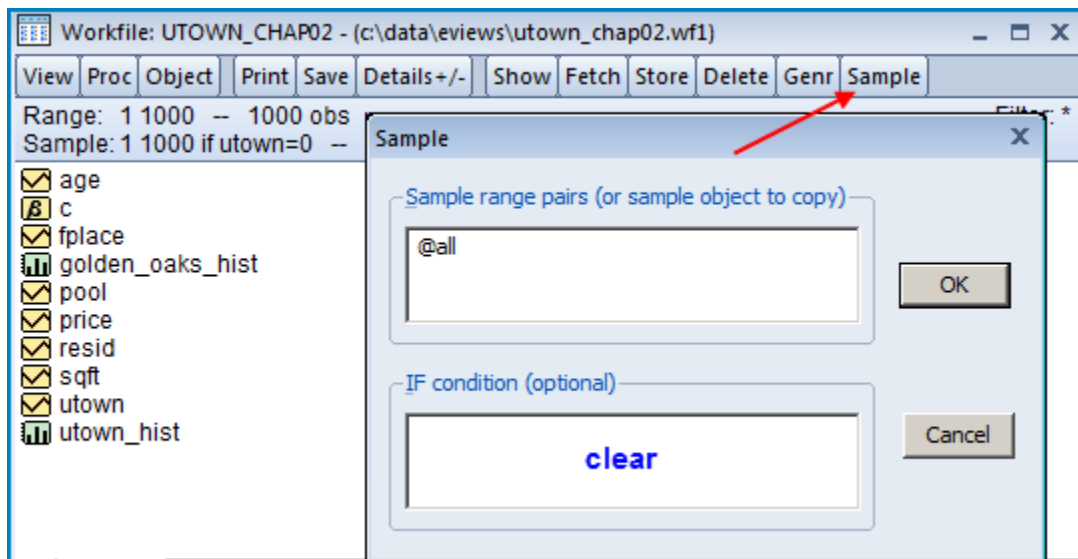 Workfile: UTOWN_CHAP02 - (c:\data\eviews\utown_chap02.wf1)
View Proc Object Print Save Details+/- Show Fetch Store Delete Genr Sample
Range: 1 1000 -- 1000 obs
Filter: *
Sample: 1 1000 if utown=0 --
Sample
age
c
fplace
golden_oaks_hist
pool
price
resid
sqft
utown
utown_hist
Sample range pairs (or sample object to copy)
@all
OK
IF condition (optional)
clear
Cancel